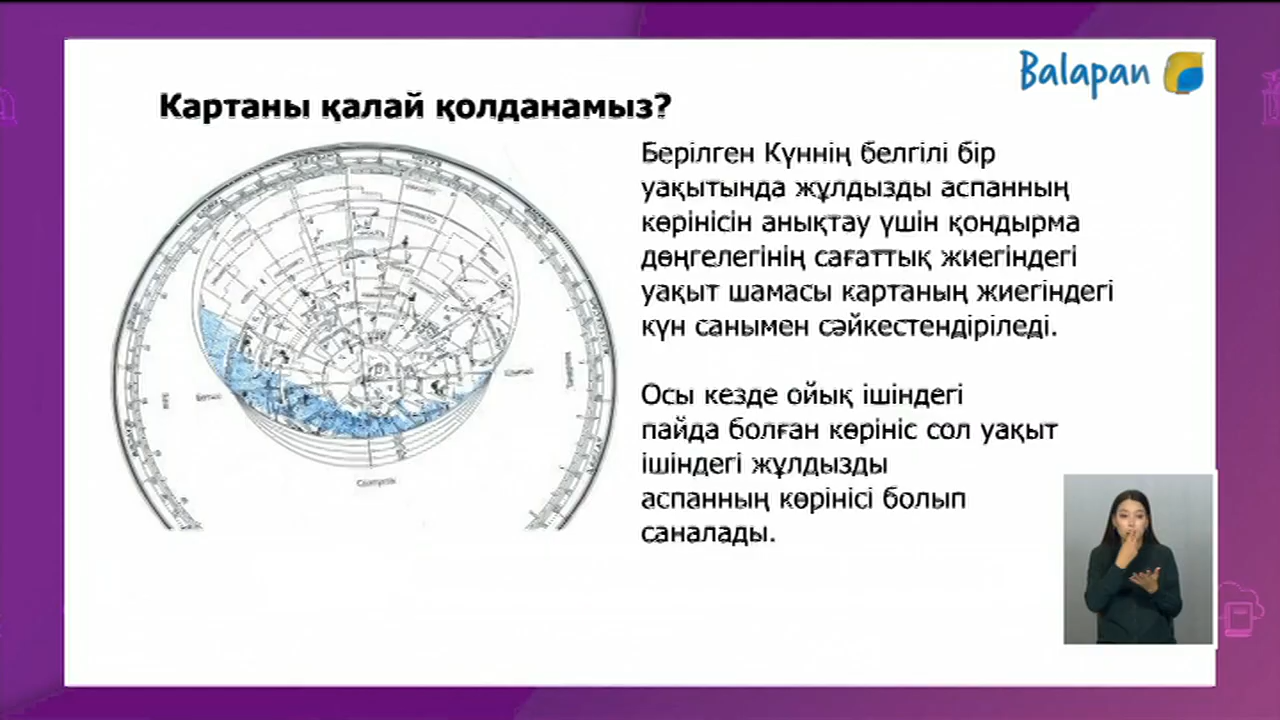 Balapan
Картаны қалай қолданамыз?
Берілген Күннің белгілі бір
уақытында жұлдызды аспанның
көрінісін анықтау үшін қондырма
дөңгелегінің сағаттық жиегіндегі
уақыт шамасы картаның жиегіндегі
күн санымен сәйкестендіріледі.
Осы кезде ойық ішіндегі
пайда болған көрініс сол уақыт
ішіндегі жұлдызды
аспанның көрінісі болып
саналады.